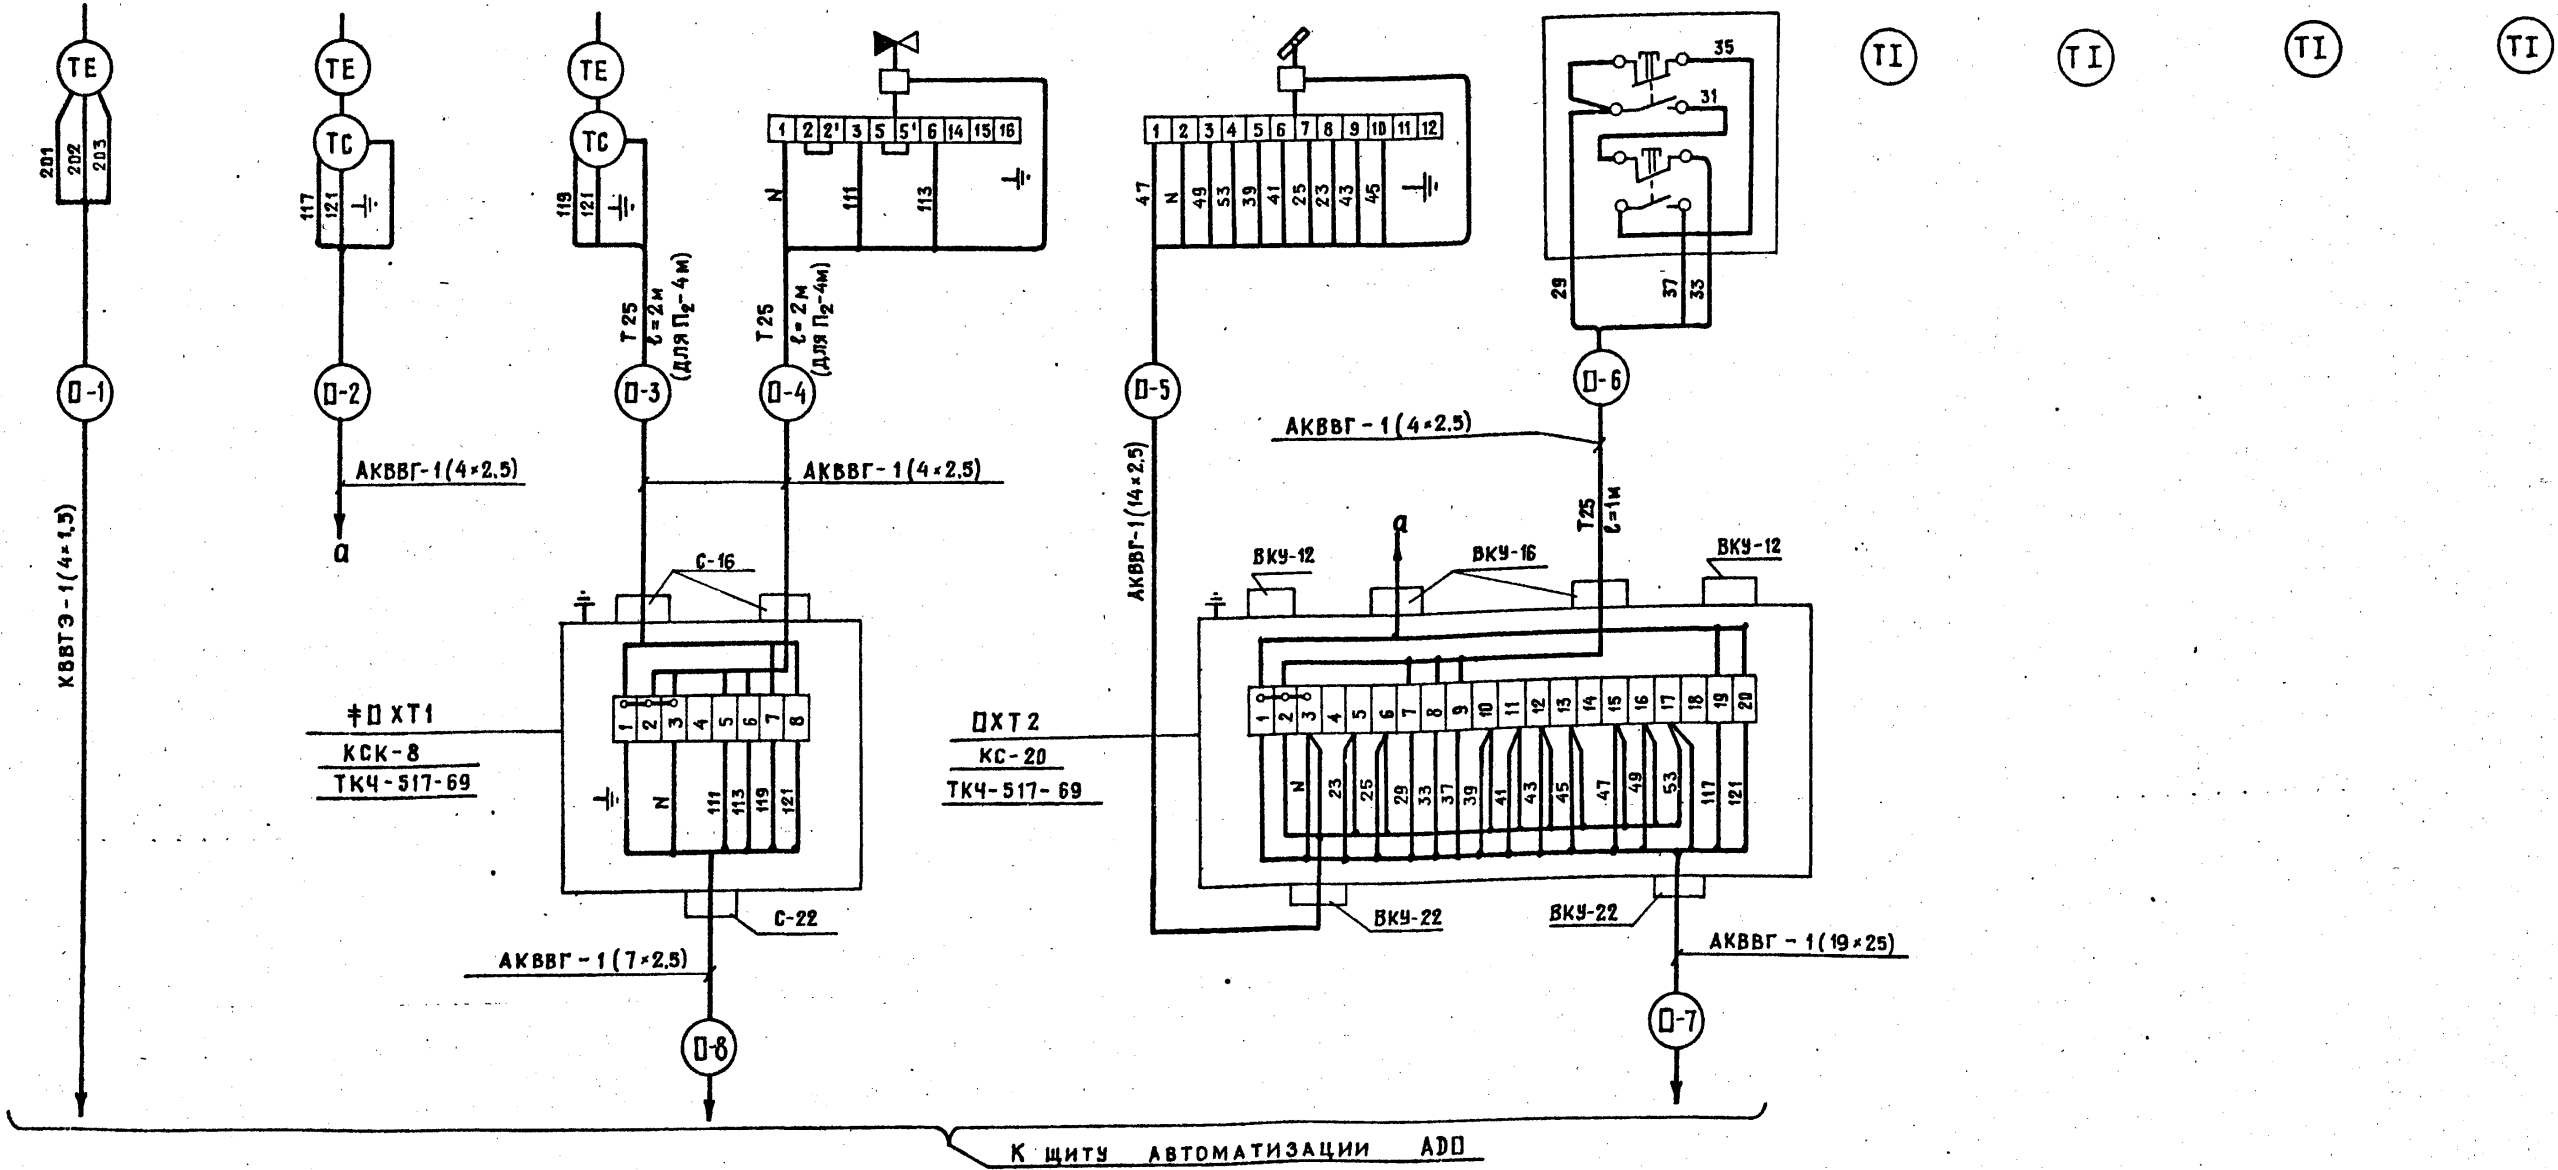 TE
TE
TE
TI
TI
TI
TI
TC
TC
201
202
203
117
121
119
121
1 2 2' 3 5 5' 6 14 15 16
N
111
113
1 2 3 4 5 6 7 8 9 10 11 12
47
N
49
53
39
41
25
23
43
45
35
31
29
37
33
Т25
ℓ=2м
(для П2-4м)
Т25
ℓ=2м
(для П2-4м)
□-1
□-2
□-3
□-4
□-5
□-6
КВВТЭ-1(4×1,5)
АКВВГ-1(4×2,5)
АКВВГ-1(4×2,5)
АКВВГ-1(14×2,5)
АКВВГ-1(4×2,5)
Т25
ℓ=1м
а
а
С-16
ВКУ-12
ВКУ-16
ВКУ-12
1 2 3 4 5 6 7 8
1 2 3 4 5 6 7 8 9 10 11 12 13 14 15 16 17 18 19 20
‡□ХТ1
КСК-8
ТКЧ-517-69
□ХТ2
КС-20
ТКЧ-517-69
N
111
113
119
121
N
23
25
29
33
37
39
41
43
45
47
49
53
117
121
С-22
ВКУ-22
ВКУ-22
АКВВГ-1(7×2,5)
АКВВГ-1(19×25)
□-8
□-7
К ЩИТУ АВТОМАТИЗАЦИИ АD□